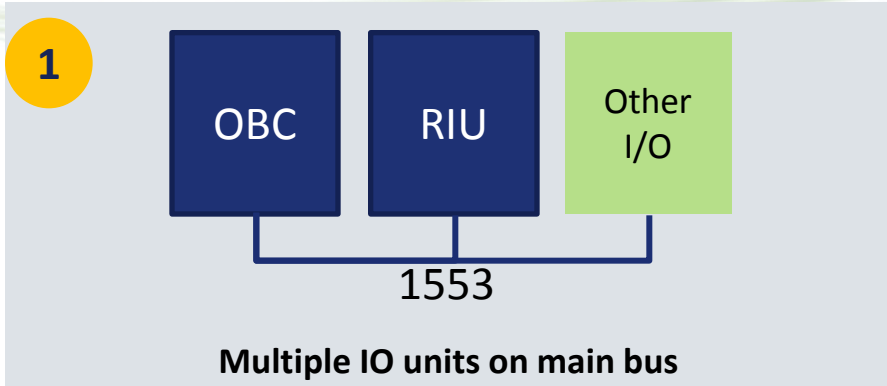 1
OBC
RIU
Other
I/O
1553
Multiple IO units on main bus